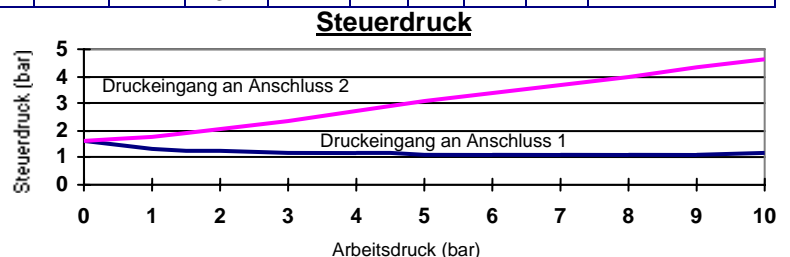 Steuerdruck
Steuerdruck (bar)
5
4
3
2
1
0
Druckeingang an Anschluss 2
Druckeingang an Anschluss 1
0 1 2 3 4 5 6 7 8 9 10
Arbeitsdruck (bar)